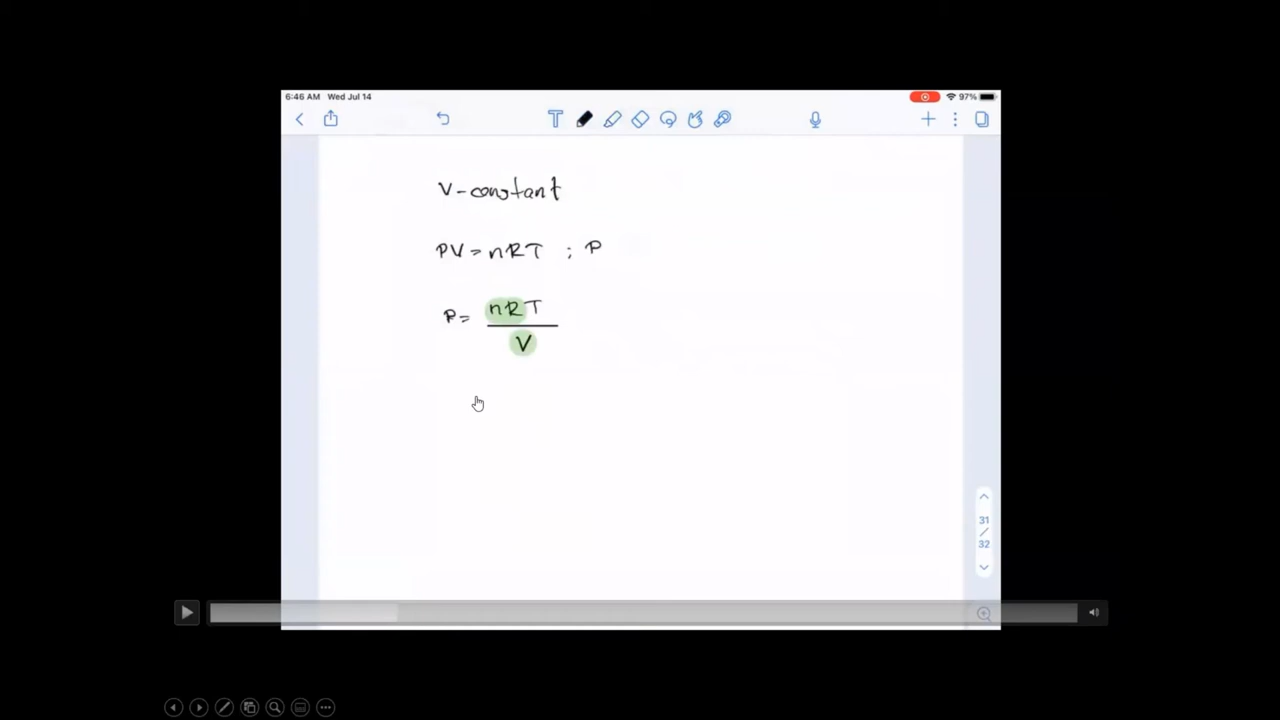 6:46 AM Wed Jul 14
97%
T
V-constant
PV = nRT ; P
P = nRT
V
31
/
32